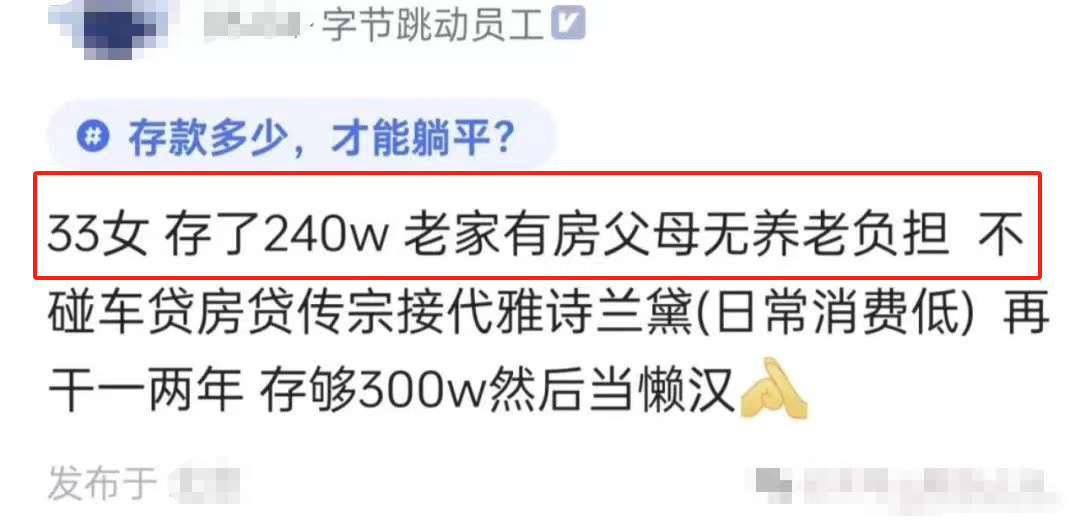 字节跳动员工
# 存款多少，才能躺平？
33女 存了240w 老家有房父母无养老负担 不
碰车贷房贷传宗接代雅诗兰黛(日常消费低) 再
干一两年 存够300w然后当懒汉
发布于